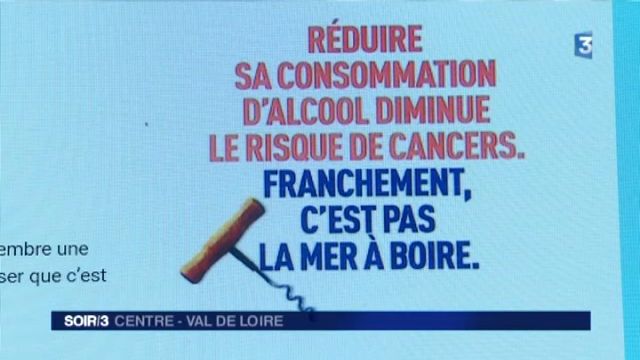 3
RÉDUIRE
SA CONSOMMATION
D'ALCOOL DIMINUE
LE RISQUE DE CANCERS.
FRANCHEMENT,
C'EST PAS
LA MER À BOIRE.
embre une
ser que c'est
SOIR/3 CENTRE - VAL DE LOIRE